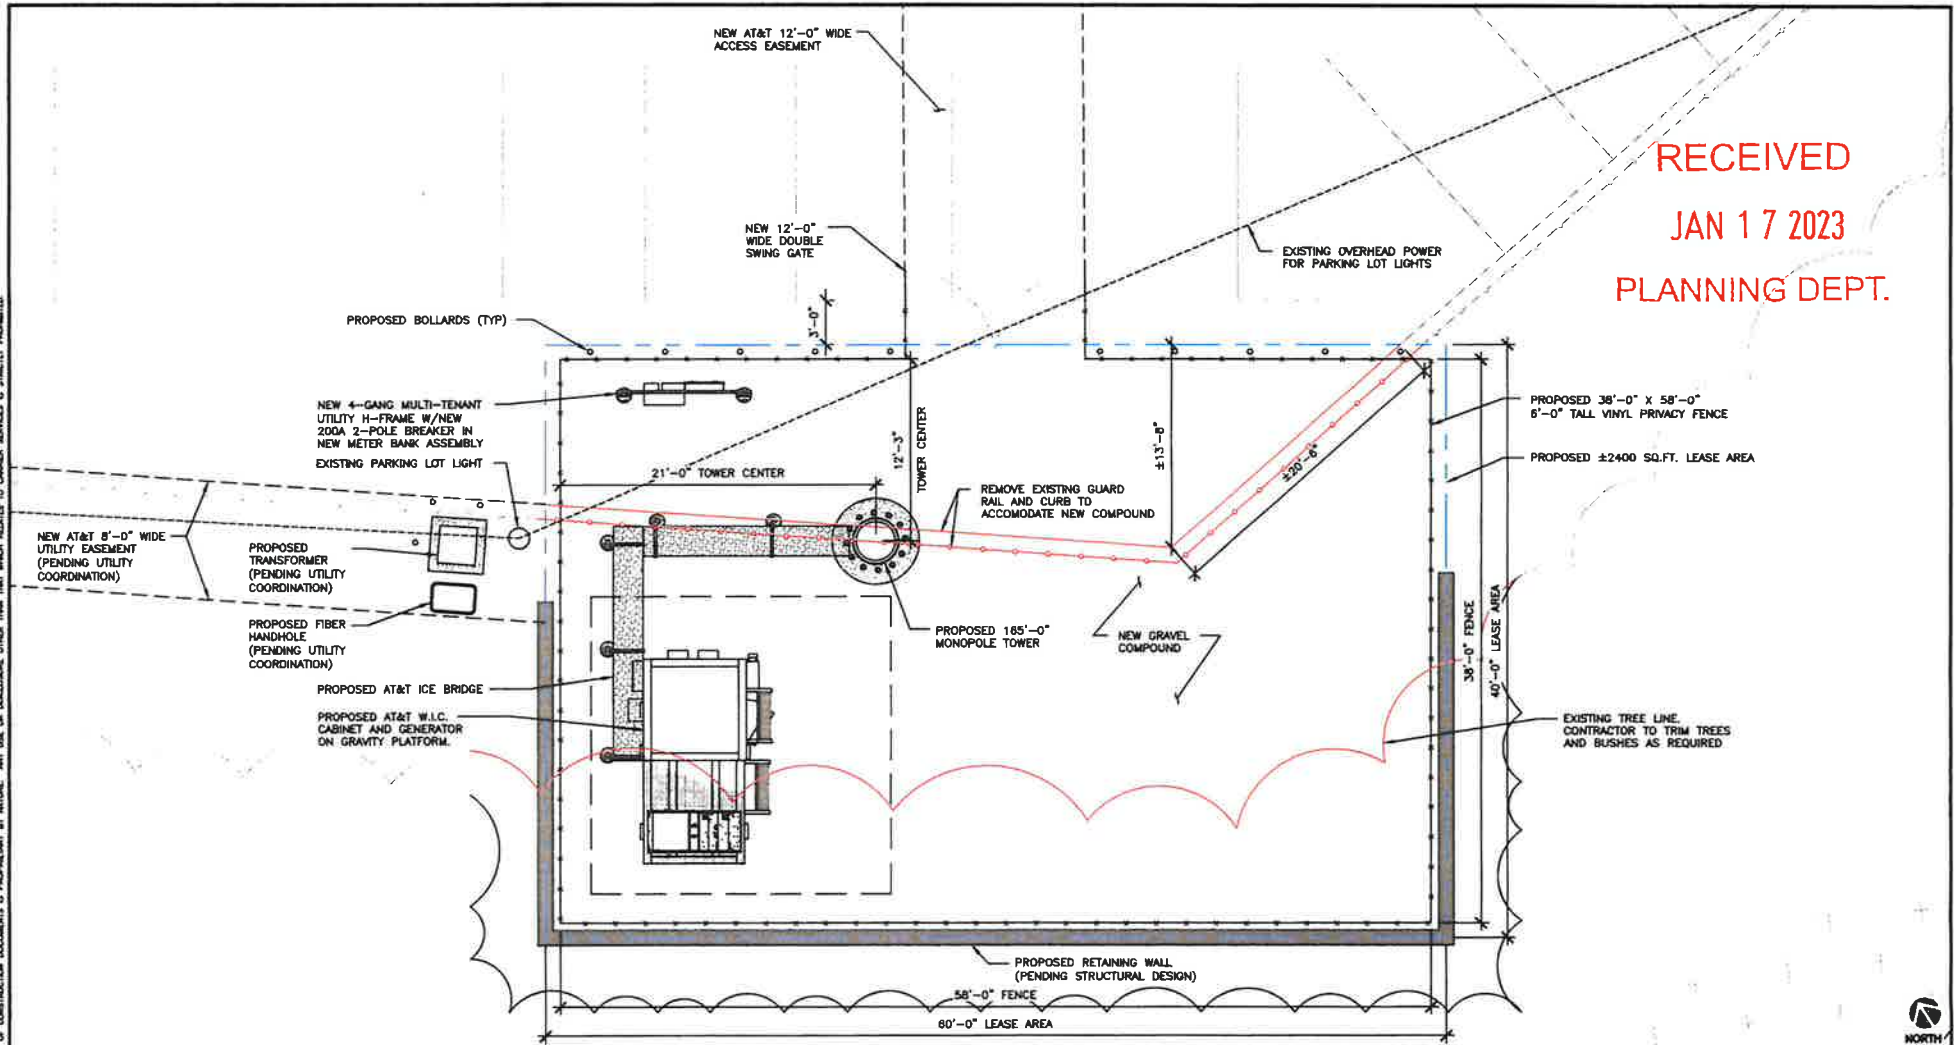 NEW AT&T 12'-0" WIDE
ACCESS EASEMENT
RECEIVED
JAN 17 2023
PLANNING DEPT.
NEW 12'-0"
WIDE DOUBLE
SWING GATE
EXISTING OVERHEAD POWER
FOR PARKING LOT LIGHTS
PROPOSED BOLLARDS (TYP)
3'-0"
NEW 4-GANG MULTI-TENANT
UTILITY H-FRAME W/NEW
200A 2-POLE BREAKER IN
NEW METER BANK ASSEMBLY
EXISTING PARKING LOT LIGHT
21'-0" TOWER CENTER
12'-3"
TOWER CENTER
±13'-8"
±20'-6"
PROPOSED 38'-0" X 58'-0"
6'-0" TALL VINYL PRIVACY FENCE
PROPOSED ±2400 SQ.FT. LEASE AREA
REMOVE EXISTING GUARD
RAIL AND CURB TO
ACCOMODATE NEW COMPOUND
NEW AT&T 8'-0" WIDE
UTILITY EASEMENT
(PENDING UTILITY
COORDINATION)
PROPOSED
TRANSFORMER
(PENDING UTILITY
COORDINATION)
PROPOSED FIBER
HANDHOLE
(PENDING UTILITY
COORDINATION)
PROPOSED 165'-0"
MONOPOLE TOWER
NEW GRAVEL
COMPOUND
38'-0" FENCE
40'-0" LEASE AREA
PROPOSED AT&T ICE BRIDGE
PROPOSED AT&T W.I.C.
CABINET AND GENERATOR
ON GRAVITY PLATFORM.
EXISTING TREE LINE.
CONTRACTOR TO TRIM TREES
AND BUSHES AS REQUIRED
PROPOSED RETAINING WALL
(PENDING STRUCTURAL DESIGN)
58'-0" FENCE
60'-0" LEASE AREA
NORTH